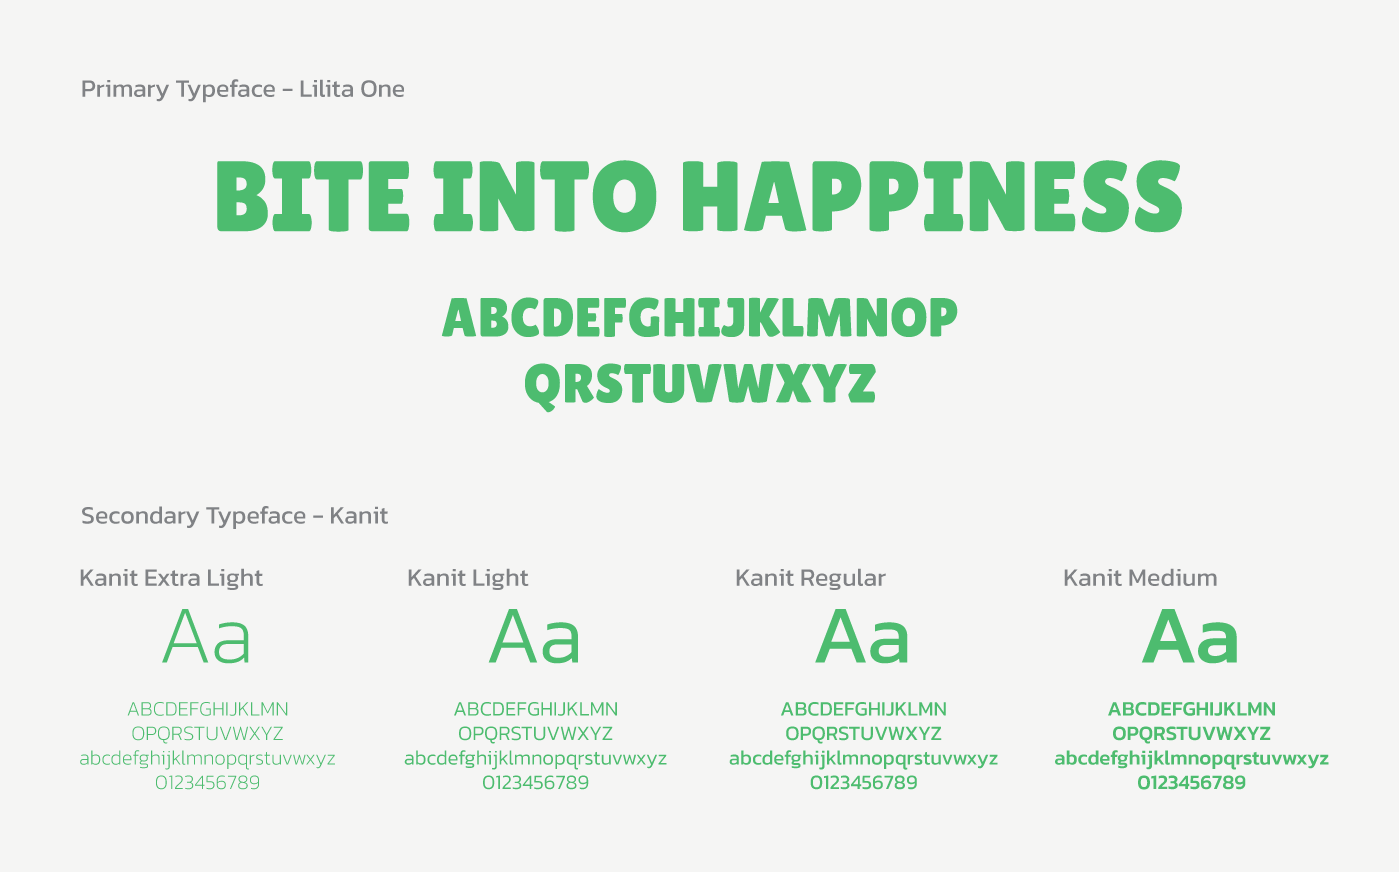 Primary Typeface - Lilita One
BITE INTO HAPPINESS
ABCDEFGHIJKLMNOP
QRSTUVWXYZ
Secondary Typeface - Kanit
Kanit Extra Light
Aa
ABCDEFGHIJKLMN
OPQRSTUVWXYZ
abcdefghijklmnopqrstuvwxyz
0123456789
Kanit Light
Aa
ABCDEFGHIJKLMN
OPQRSTUVWXYZ
abcdefghijklmnopqrstuvwxyz
0123456789
Kanit Regular
Aa
ABCDEFGHIJKLMN
OPQRSTUVWXYZ
abcdefghijklmnopqrstuvwxyz
0123456789
Kanit Medium
Aa
ABCDEFGHIJKLMN
OPQRSTUVWXYZ
abcdefghijklmnopqrstuvwxyz
0123456789